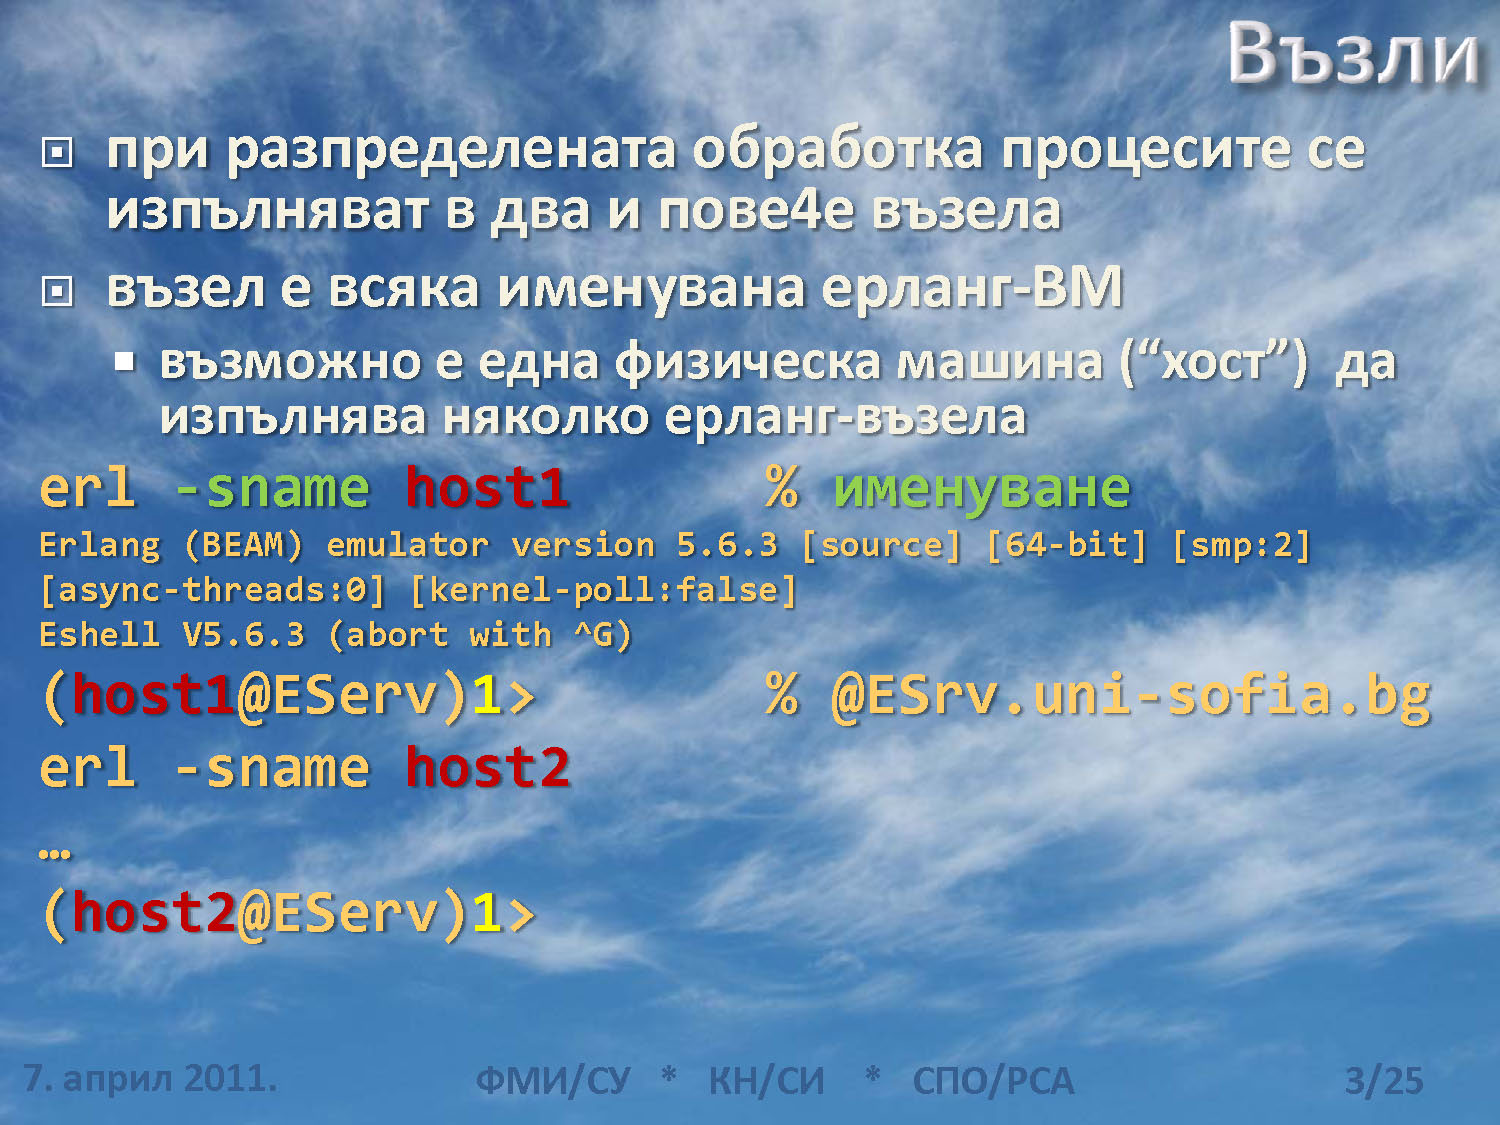 Възли
при разпределената обработка процесите се
изпълняват в два и пове4е възела
възел е всяка именувана ерланг-ВМ
възможно е една физическа машина (“хост”) да
изпълнява няколко ерланг-възела
erl -sname host1 % именуване
Erlang (BEAM) emulator version 5.6.3 [source] [64-bit] [smp:2]
[async-threads:0] [kernel-poll:false]
Eshell V5.6.3 (abort with ^G)
(host1@EServ)1> % @ESrv.uni-sofia.bg
erl -sname host2
…
(host2@EServ)1>
7. април 2011. ФМИ/СУ * КН/СИ * СПО/РСА 3/25